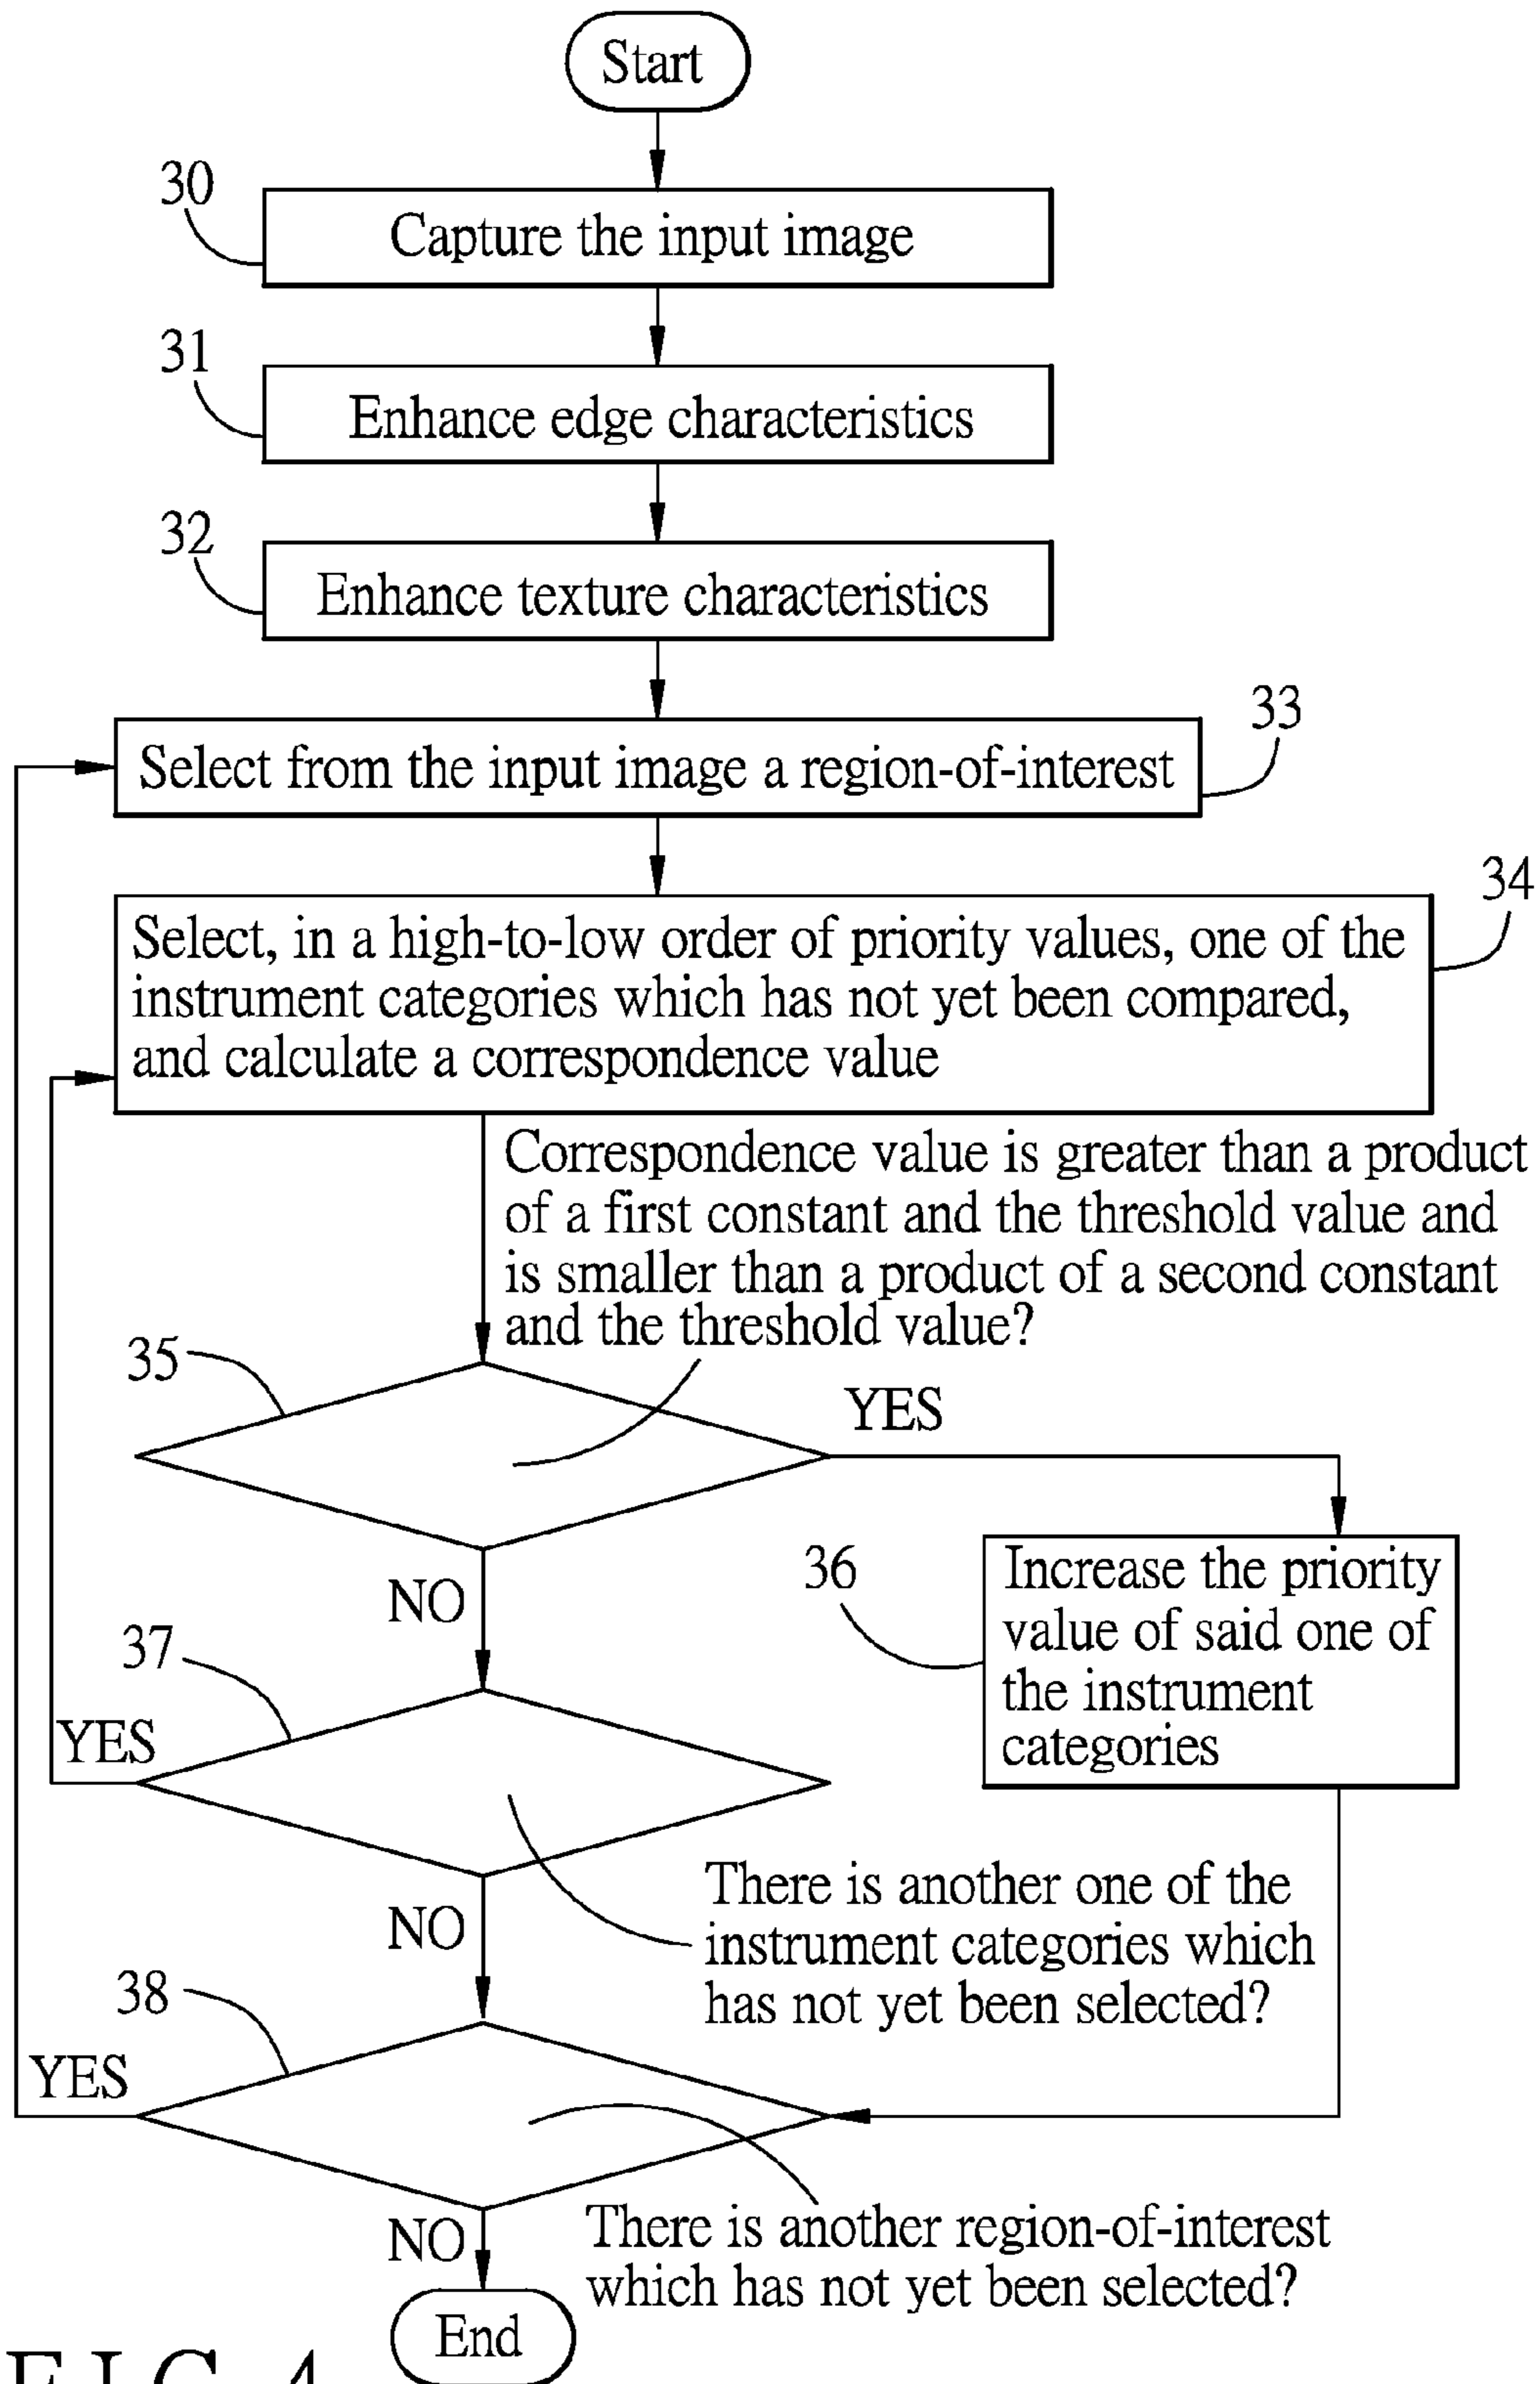 Start
30
Capture the input image
31
Enhance edge characteristics
32
Enhance texture characteristics
33
Select from the input image a region-of-interest
34
Select, in a high-to-low order of priority values, one of the
instrument categories which has not yet been compared,
and calculate a correspondence value
Correspondence value is greater than a product
of a first constant and the threshold value and
is smaller than a product of a second constant
and the threshold value?
35
YES
NO
36
Increase the priority
value of said one of
the instrument
categories
37
YES
There is another one of the
instrument categories which
has not yet been selected?
NO
38
YES
There is another region-of-interest
which has not yet been selected?
NO
End
FIG. 4